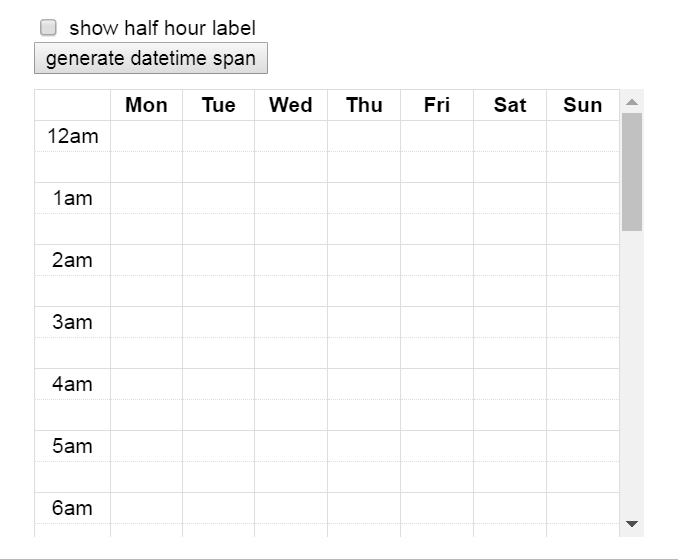 show half hour label
generate datetime span
Mon Tue Wed Thu Fri Sat Sun
12am
1am
2am
3am
4am
5am
6am